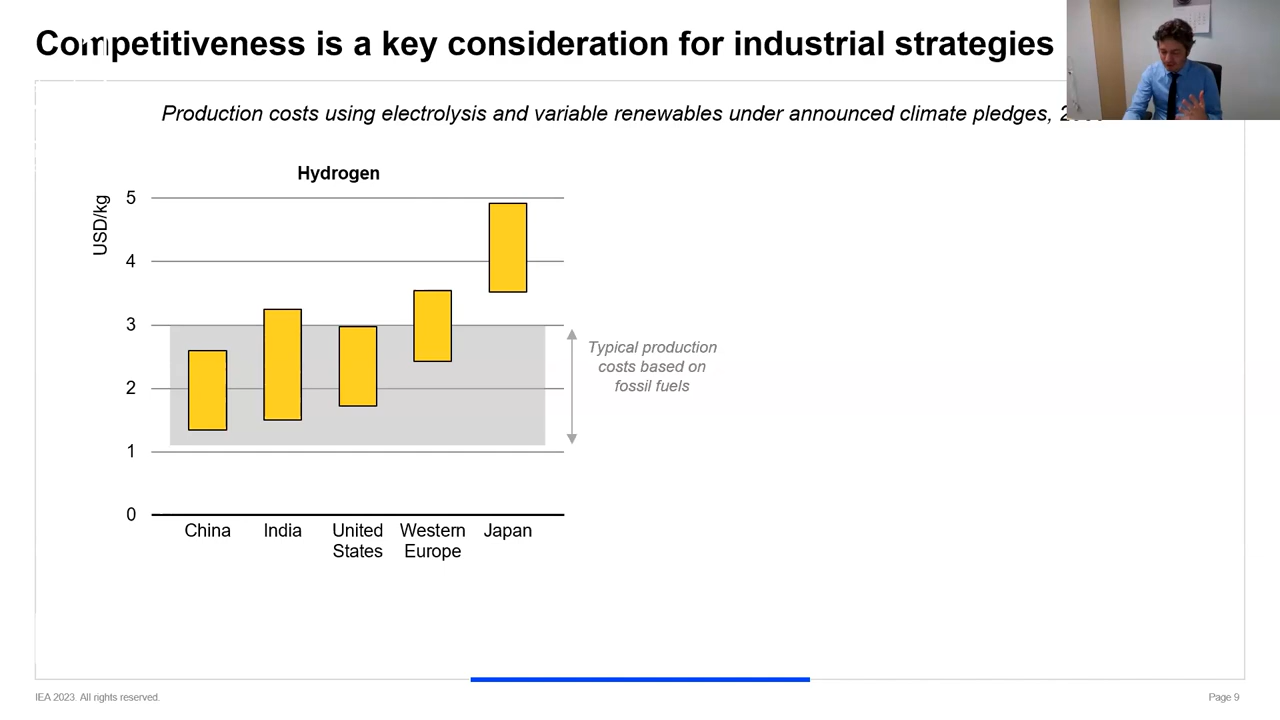 Competitiveness is a key consideration for industrial strategies
Production costs using electrolysis and variable renewables under announced climate pledges,
Hydrogen
USD/kg
5
4
3
2
1
0
Typical production
costs based on
fossil fuels
China
India
United
States
Western
Europe
Japan
IEA 2023. All rights reserved.
Page 9